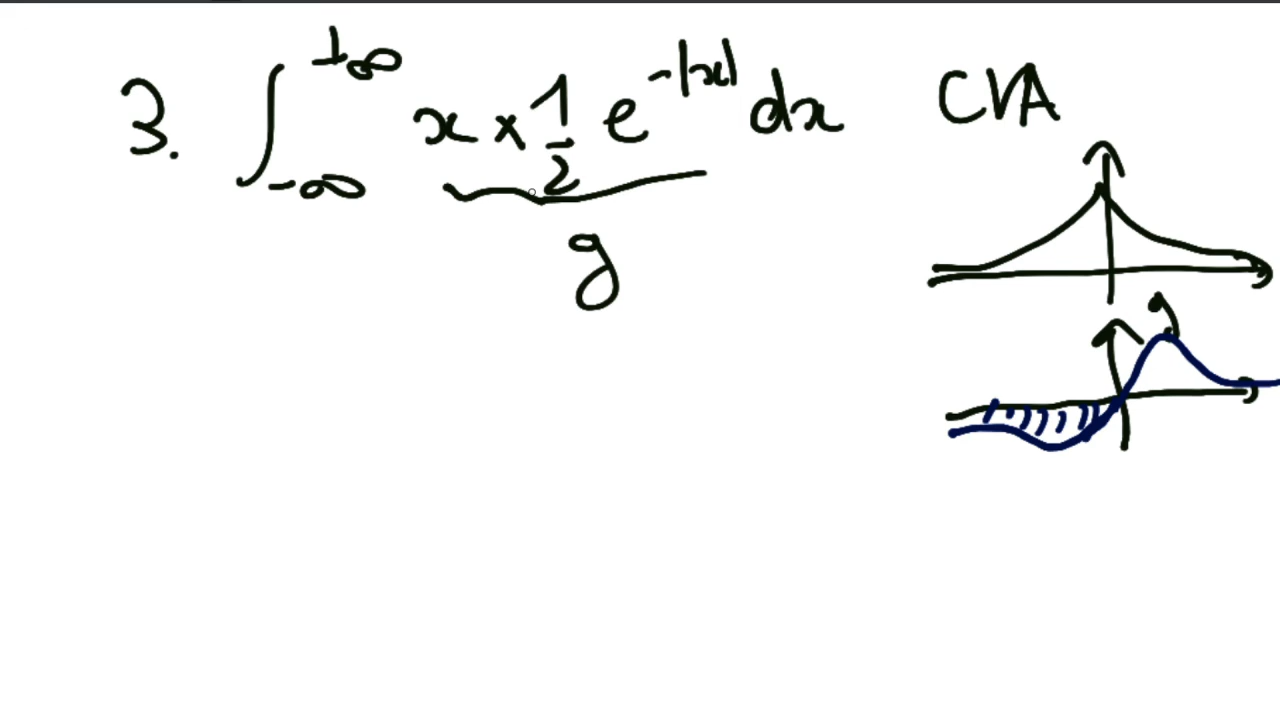 3. ∫_{-∞}^{+∞} x × 1/2 e^{-|x|} dx CVA
g
g